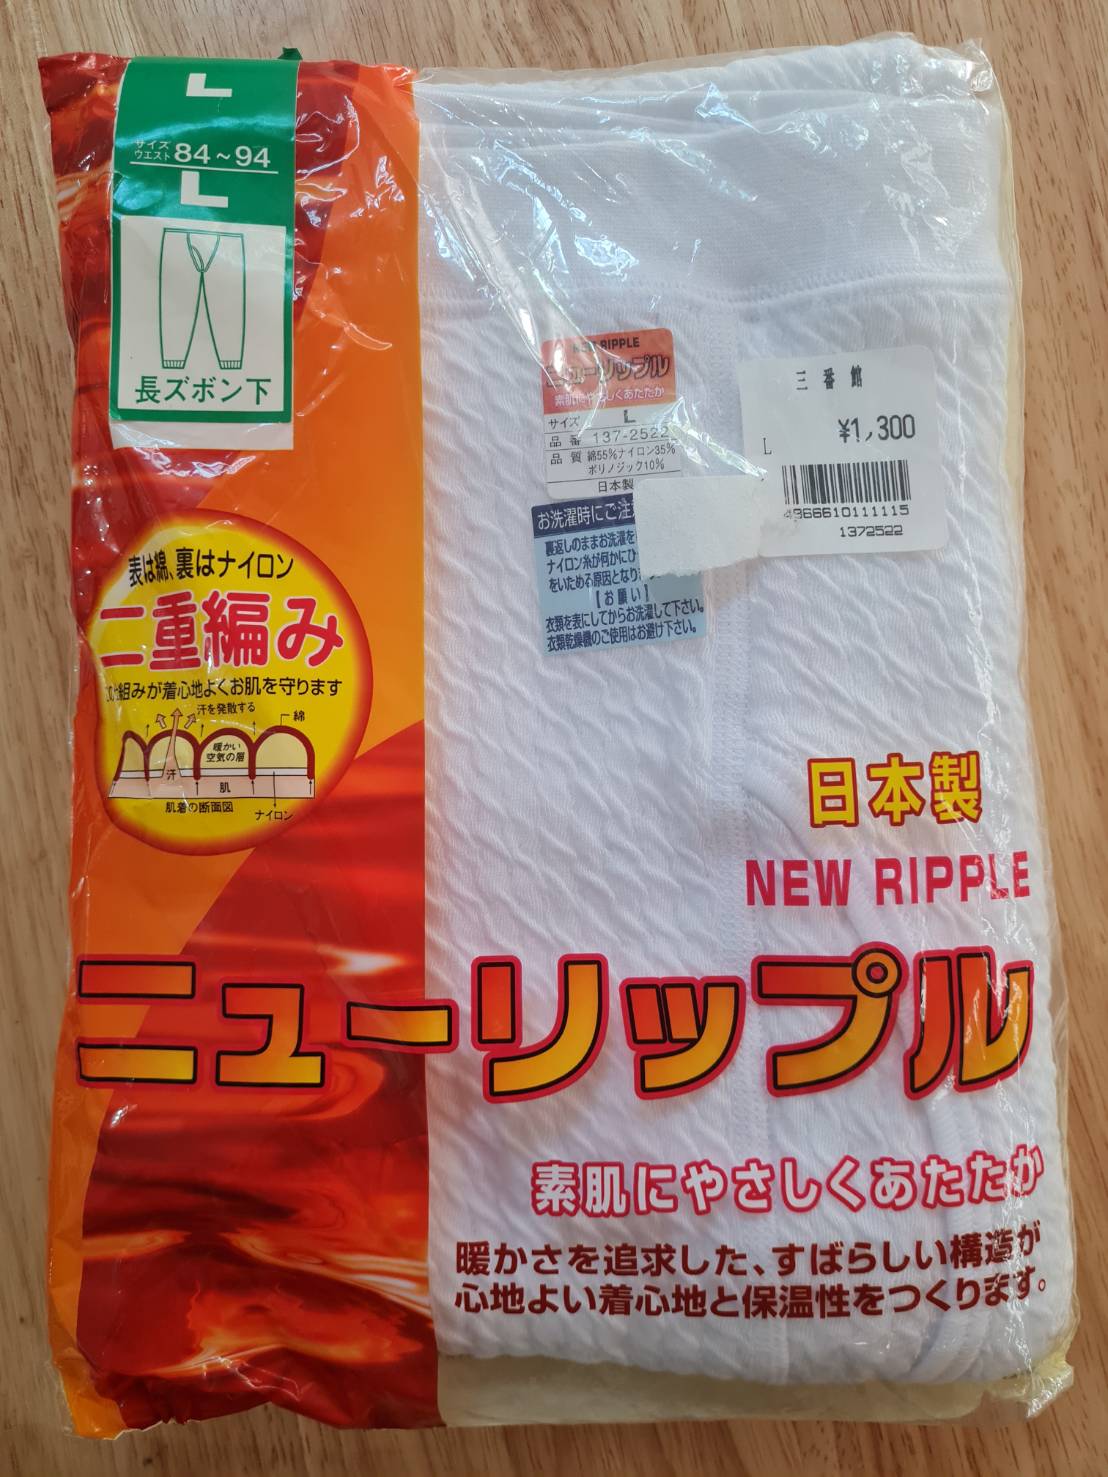 L
サイズ
ウエスト 84～94
L
長ズボン下
NEW RIPPLE
ニューリップル
素肌にやさしくあたたか
サイズ L
品番 137-2522
品質 綿55%ナイロン35%
ポリノジック10%
日本製
三番館
¥1,300
L
4966610111115
1372522
お洗濯時にご注
裏返しのままお洗濯を
ナイロン糸が何かにひ
をいためる原因となり
【お願い】
衣類を表にしてからお洗濯して下さい。
衣類乾燥機のご使用はお避け下さい。
表は綿、裏はナイロン
二重編み
組みが着心地よくお肌を守ります
汗を発散する
綿
暖かい
空気の層
汗
肌
肌着の断面図
ナイロン
日本製
NEW RIPPLE
ニューリップル
素肌にやさしくあたたか
暖かさを追求した、すばらしい構造が
心地よい着心地と保温性をつくります。